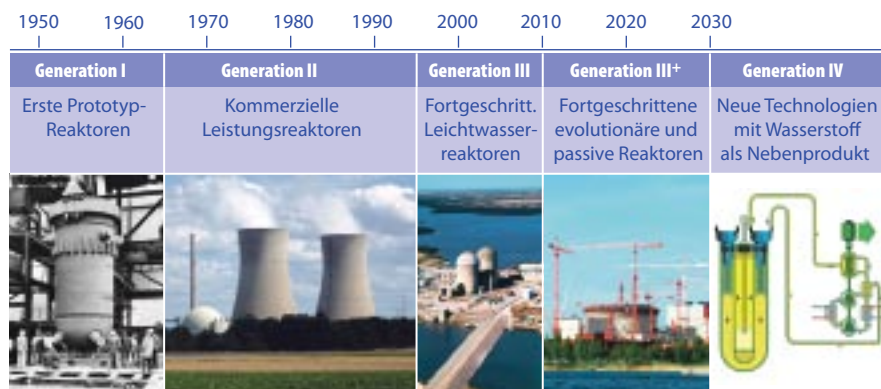 1950 1960 1970 1980 1990 2000 2010 2020 2030
Generation I
Generation II
Generation III
Generation III+
Generation IV
Erste Prototyp-
Reaktoren
Kommerzielle
Leistungsreaktoren
Fortgeschritt.
Leichtwasser-
reaktoren
Fortgeschrittene
evolutionäre und
passive Reaktoren
Neue Technologien
mit Wasserstoff
als Nebenprodukt